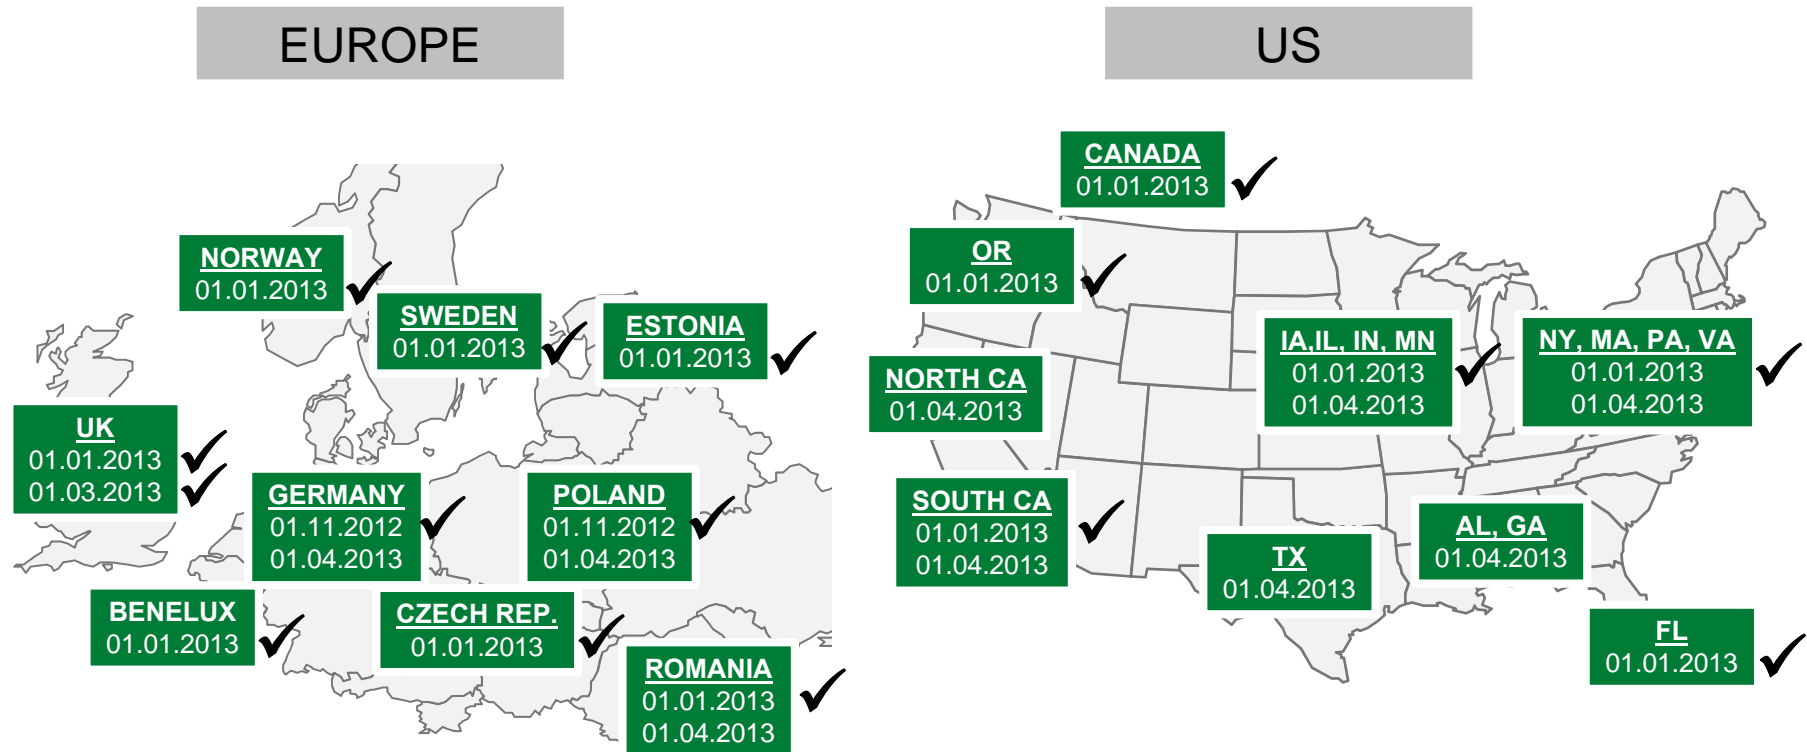 EUROPE
US
CANADA
01.01.2013
NORWAY
01.01.2013
SWEDEN
01.01.2013
ESTONIA
01.01.2013
UK
01.01.2013
01.03.2013
GERMANY
01.11.2012
01.04.2013
POLAND
01.11.2012
01.04.2013
BENELUX
01.01.2013
CZECH REP.
01.01.2013
ROMANIA
01.01.2013
01.04.2013
OR
01.01.2013
NORTH CA
01.04.2013
IA,IL, IN, MN
01.01.2013
01.04.2013
NY, MA, PA, VA
01.01.2013
01.04.2013
SOUTH CA
01.01.2013
01.04.2013
TX
01.04.2013
AL, GA
01.04.2013
FL
01.01.2013